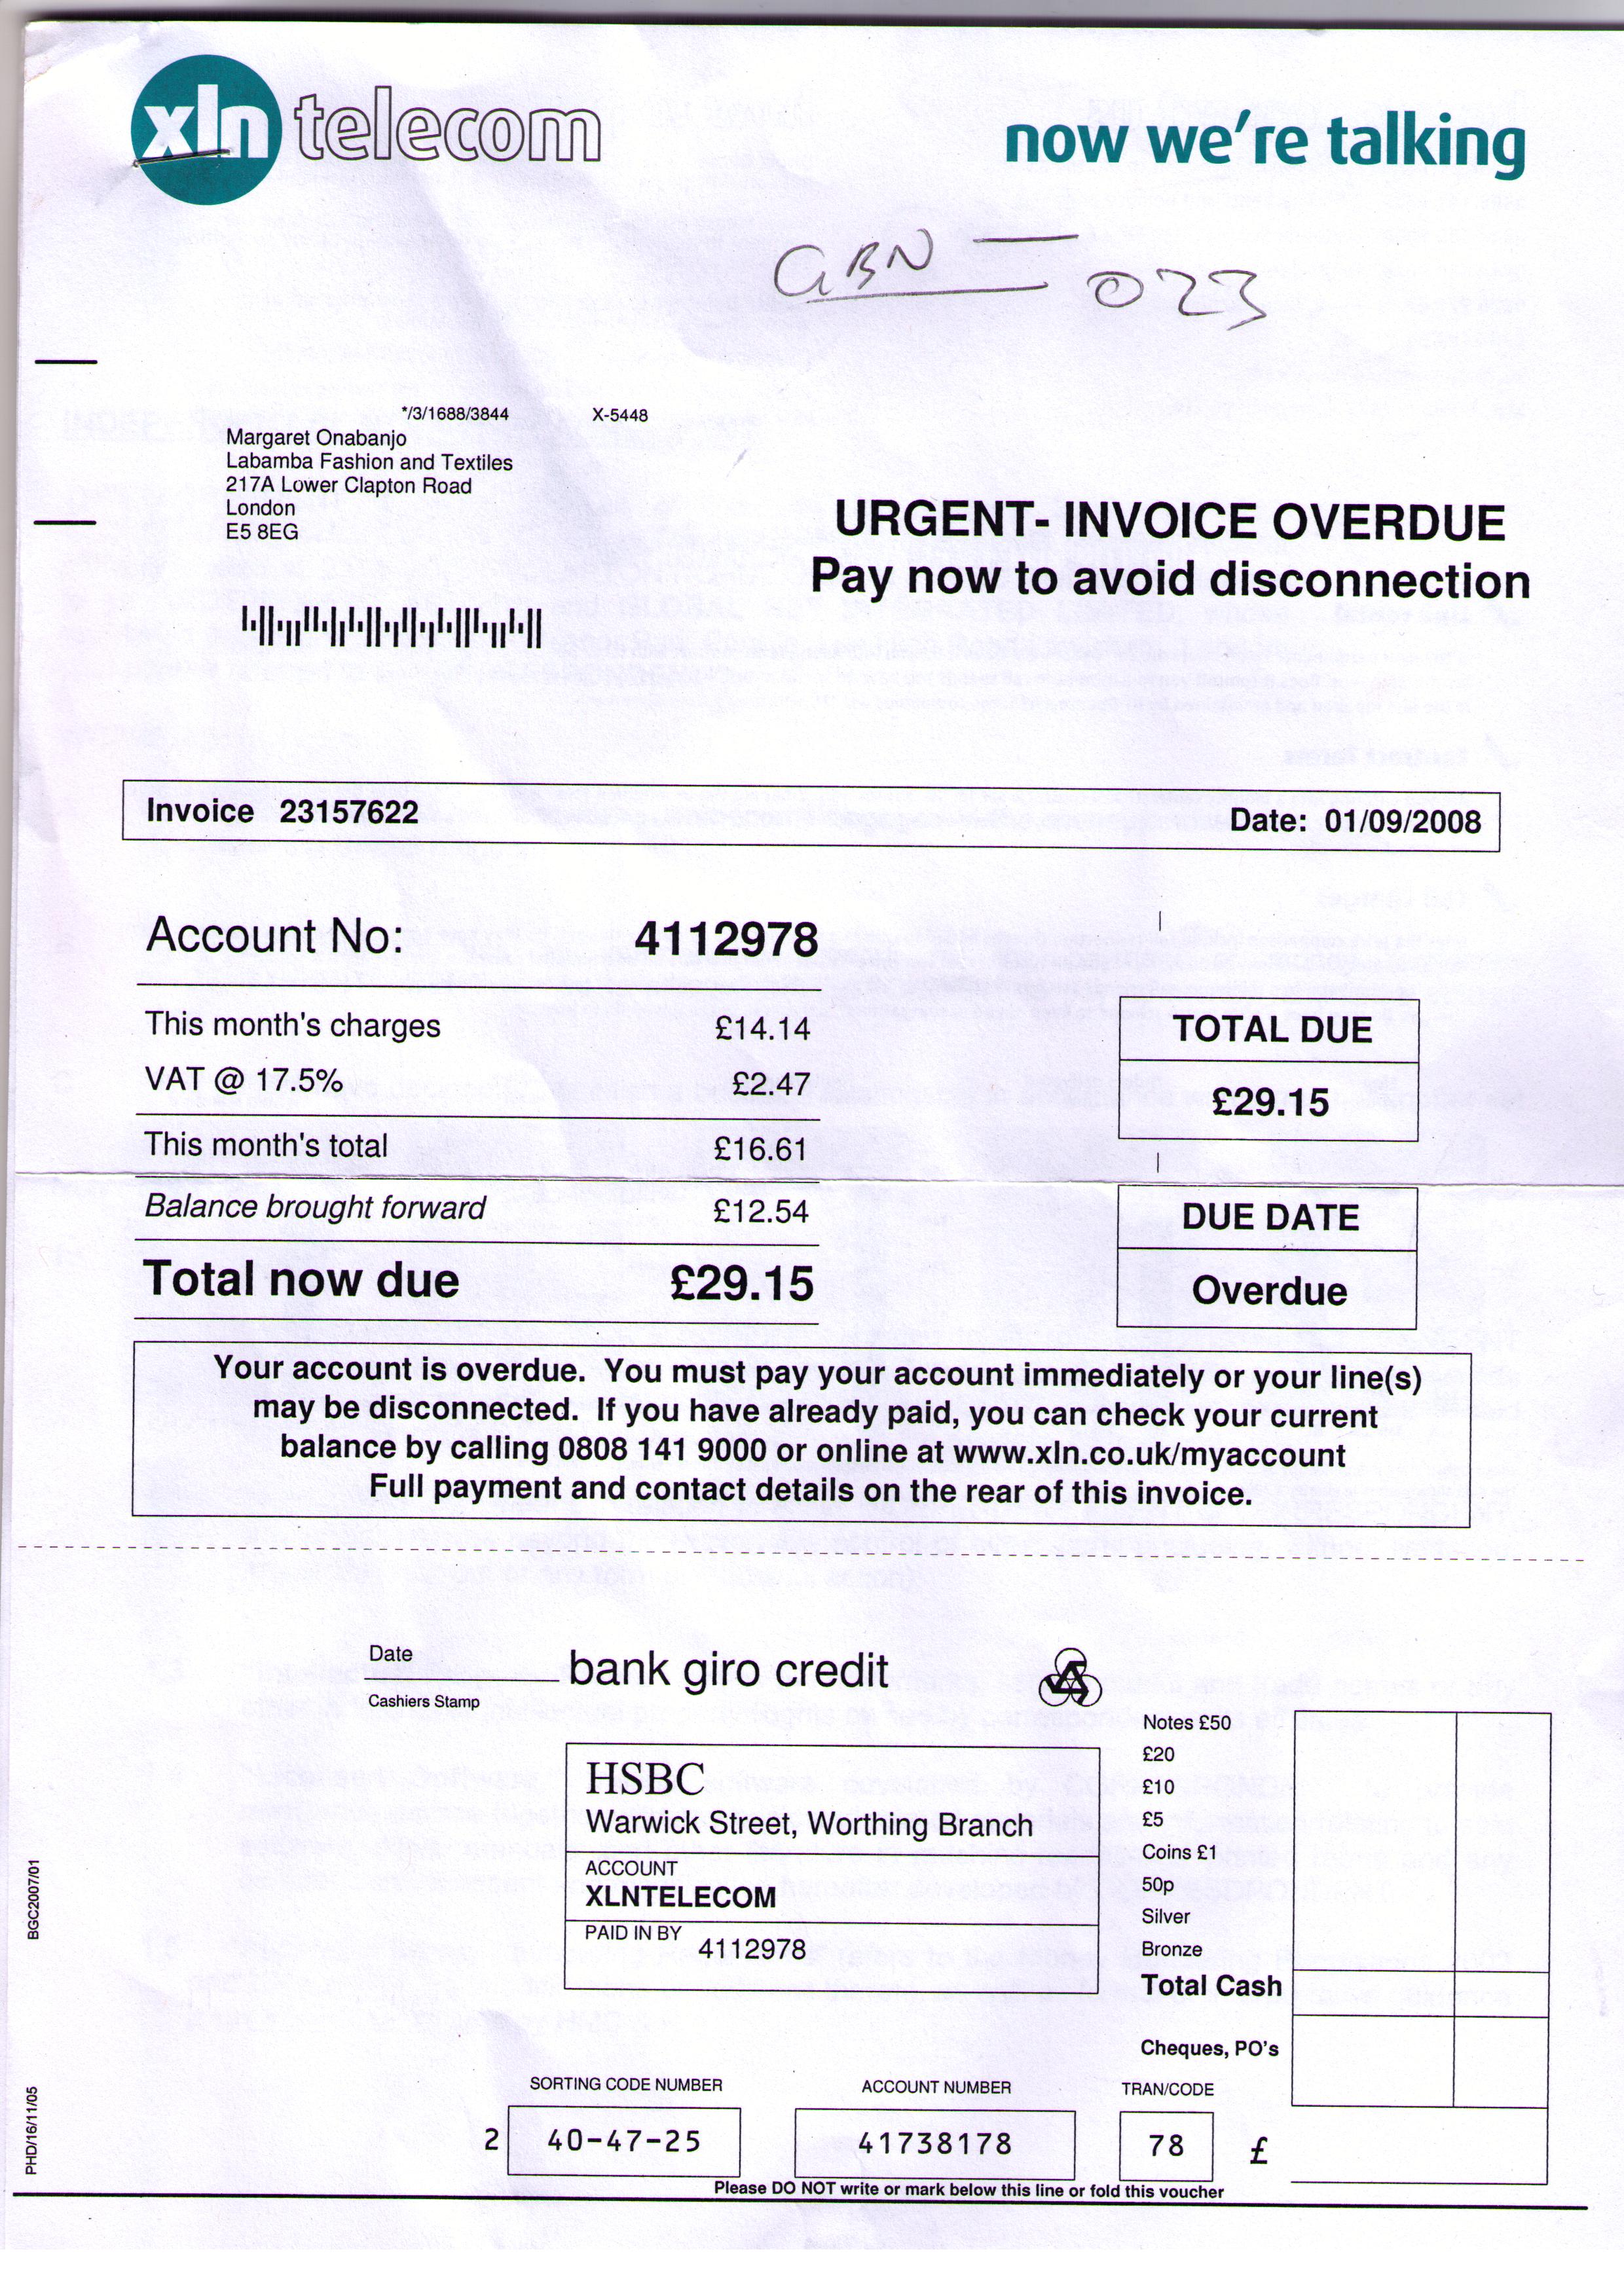 xln telecom
now we're talking
GBN — 023
*/3/1688/3844 X-5448
Margaret Onabanjo
Labamba Fashion and Textiles
217A Lower Clapton Road
London
E5 8EG
URGENT- INVOICE OVERDUE
Pay now to avoid disconnection
Invoice 23157622 Date: 01/09/2008
Account No: 4112978
This month's charges £14.14
VAT @ 17.5% £2.47
This month's total £16.61
Balance brought forward £12.54
Total now due £29.15
TOTAL DUE
£29.15
DUE DATE
Overdue
Your account is overdue. You must pay your account immediately or your line(s)
may be disconnected. If you have already paid, you can check your current
balance by calling 0808 141 9000 or online at www.xln.co.uk/myaccount
Full payment and contact details on the rear of this invoice.
Date
Cashiers Stamp
bank giro credit
HSBC
Warwick Street, Worthing Branch
ACCOUNT
XLNTELECOM
PAID IN BY 4112978
Notes £50
£20
£10
£5
Coins £1
50p
Silver
Bronze
Total Cash
Cheques, PO's
SORTING CODE NUMBER ACCOUNT NUMBER TRAN/CODE
2 40-47-25 41738178 78 £
Please DO NOT write or mark below this line or fold this voucher
BGC2007/01
PHD/16/11/05